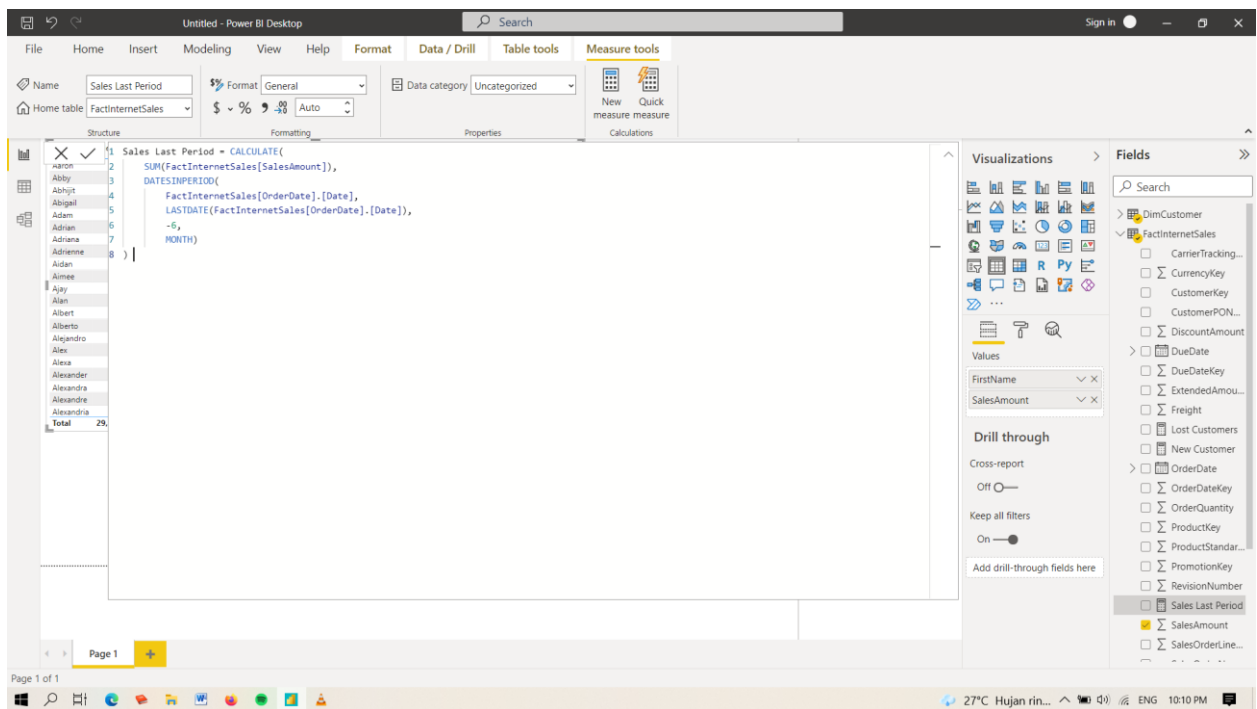 Untitled - Power BI Desktop
Search
Sign in
File Home Insert Modeling View Help Format Data / Drill Table tools Measure tools
Name Sales Last Period
Home table FactInternetSales
Structure
$% Format General
$ % 9 .00 Auto
Formatting
Data category Uncategorized
Properties
New measure
Quick measure
Calculations
1 Sales Last Period = CALCULATE(
2 SUM(FactInternetSales[SalesAmount]),
3 DATESINPERIOD(
4 FactInternetSales[OrderDate].[Date],
5 LASTDATE(FactInternetSales[OrderDate].[Date]),
6 -6,
7 MONTH)
8 )
Aaron
Abby
Abhijit
Abigail
Adam
Adrian
Adriana
Adrienne
Aidan
Aimee
Ajay
Alan
Albert
Alberto
Alejandro
Alex
Alexa
Alexander
Alexandra
Alexandre
Alexandria
Total 29,
Visualizations
R Py
Values
FirstName
SalesAmount
Drill through
Cross-report
Off
Keep all filters
On
Add drill-through fields here
Fields
Search
DimCustomer
FactInternetSales
CarrierTracking...
CurrencyKey
CustomerKey
CustomerPON...
DiscountAmount
DueDate
DueDateKey
ExtendedAmou...
Freight
Lost Customers
New Customer
OrderDate
OrderDateKey
OrderQuantity
ProductKey
ProductStandar...
PromotionKey
RevisionNumber
Sales Last Period
SalesAmount
SalesOrderLine...
Page 1
Page 1 of 1
27°C Hujan rin... ENG 10:10 PM